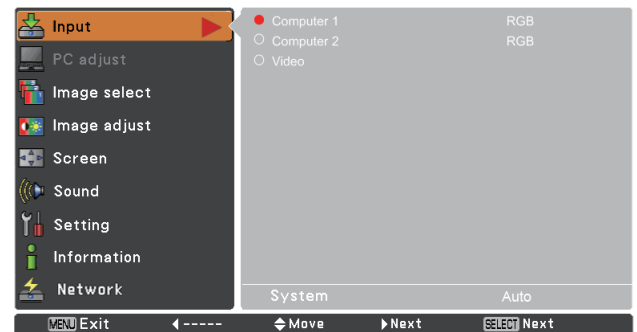 Input
PC adjust
Image select
Image adjust
Screen
Sound
Setting
Information
Network
Computer 1 RGB
Computer 2 RGB
Video
System Auto
MENU Exit ◀ ----- Move ▶ Next SELECT Next